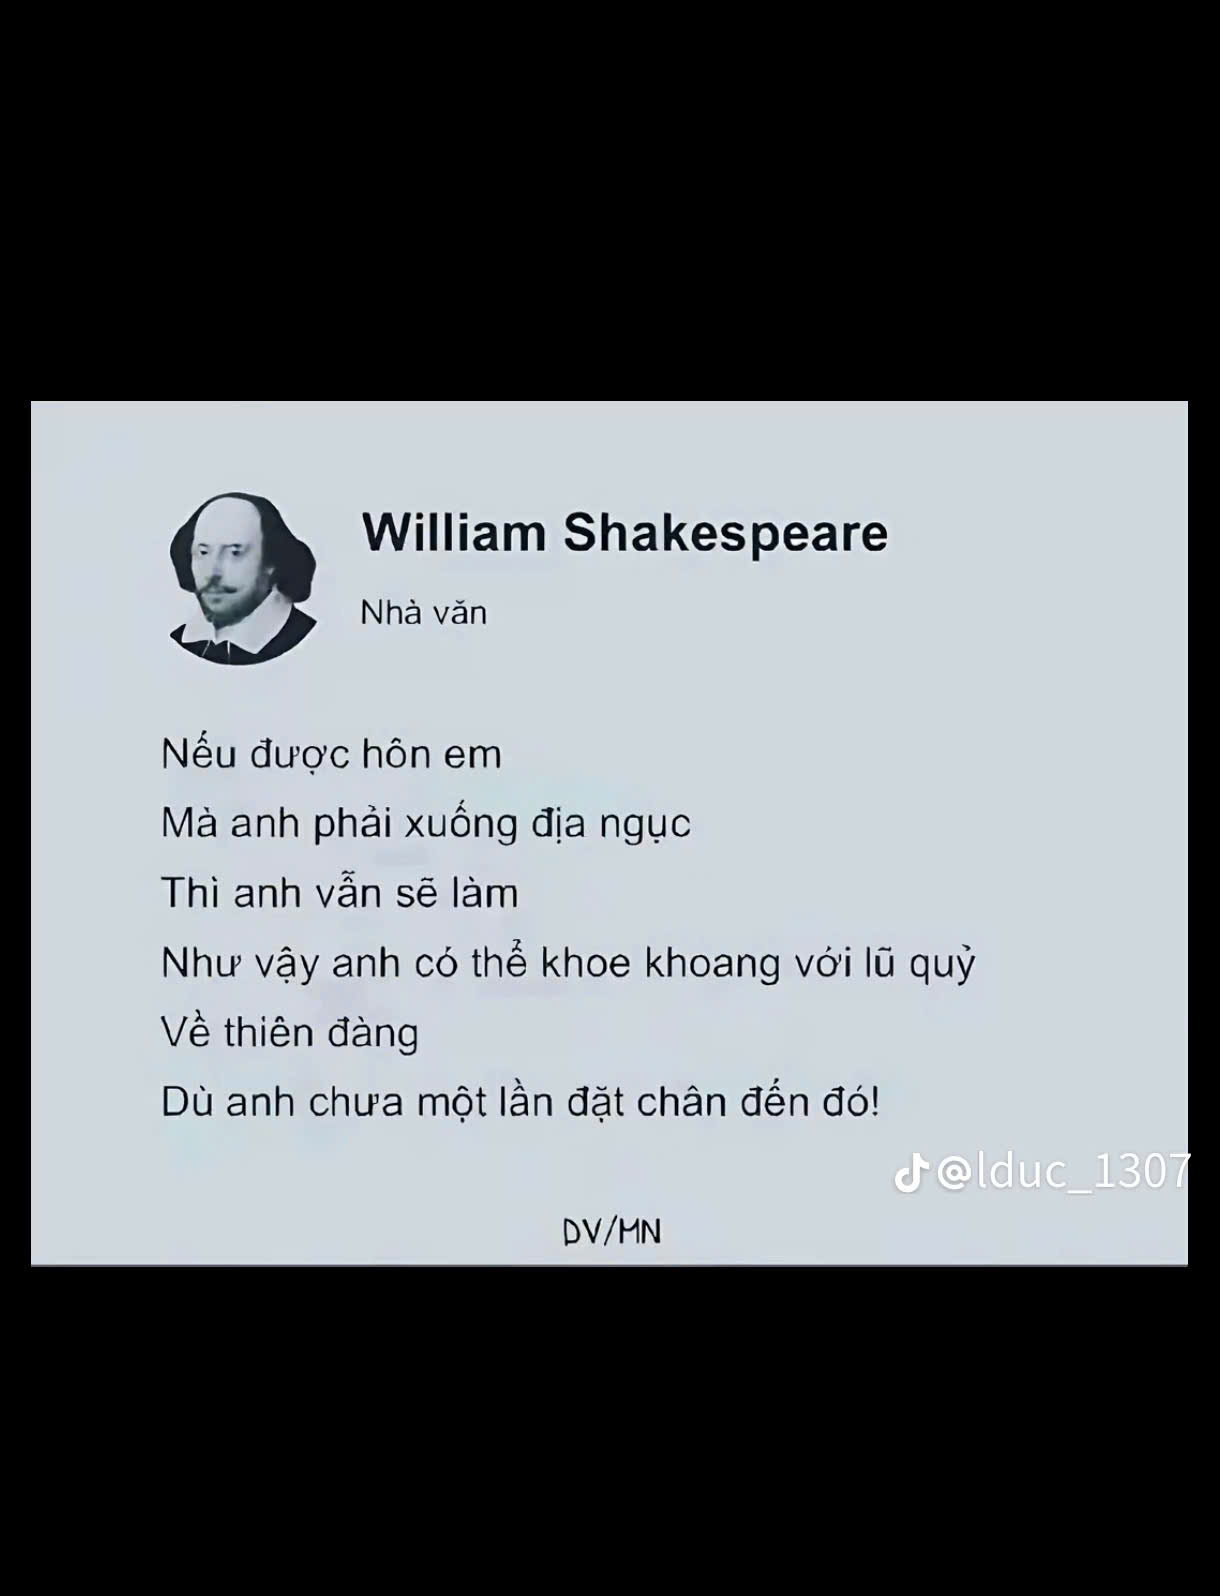 William Shakespeare
Nhà văn
Nếu được hôn em
Mà anh phải xuống địa ngục
Thì anh vẫn sẽ làm
Như vậy anh có thể khoe khoang với lũ quỷ
Về thiên đàng
Dù anh chưa một lần đặt chân đến đó!
@lduc_1307
DV/MN